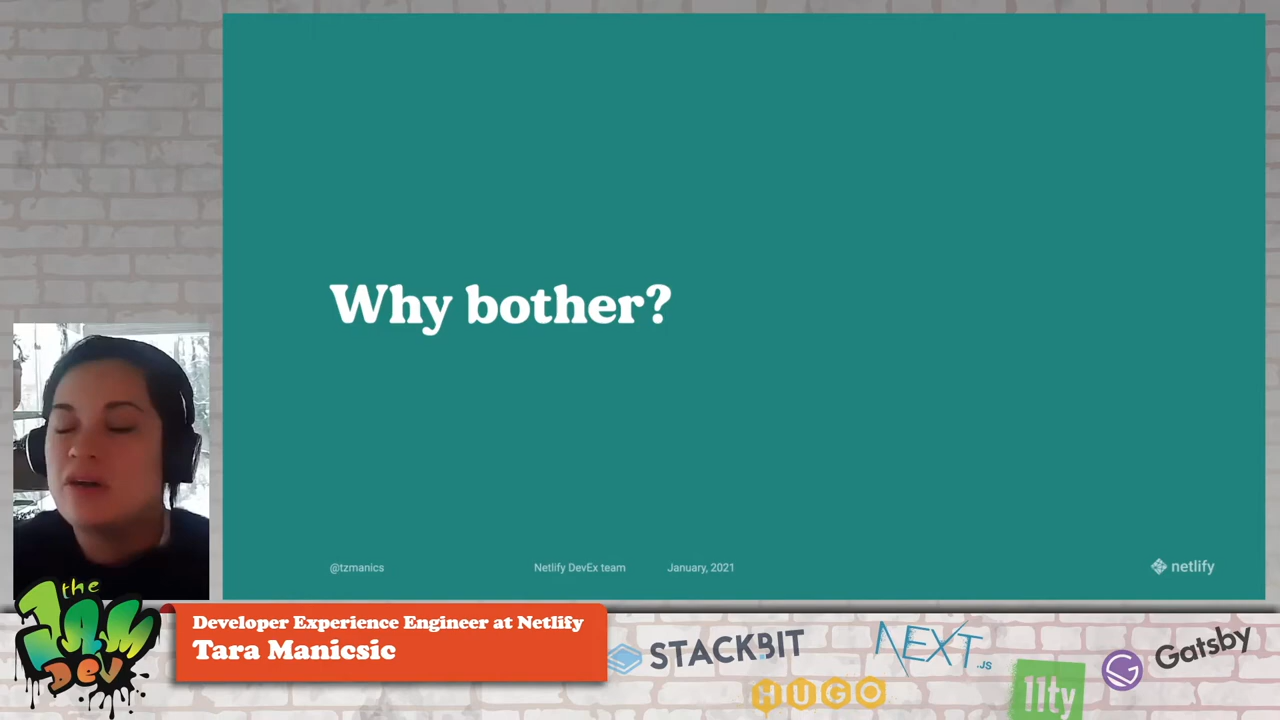 Why bother?
@tzmanics
Netlify DevEx team
January, 2021
netlify
the
JAM
DEV
Developer Experience Engineer at Netlify
Tara Manicsic
STACKBIT
NEXT
.JS
Gatsby
HUGO
11ty